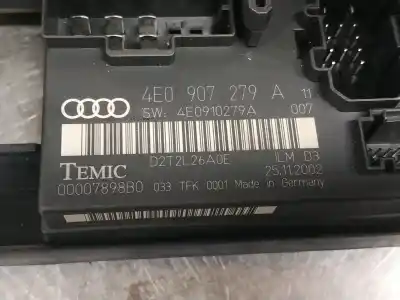 4E0 907 279 A 11
SW: 4E0910279A 007
D2T2L26A0E ILM D3
TEMIC 25.11.2002
00007898B0 033 TFK 0001 Made in Germany